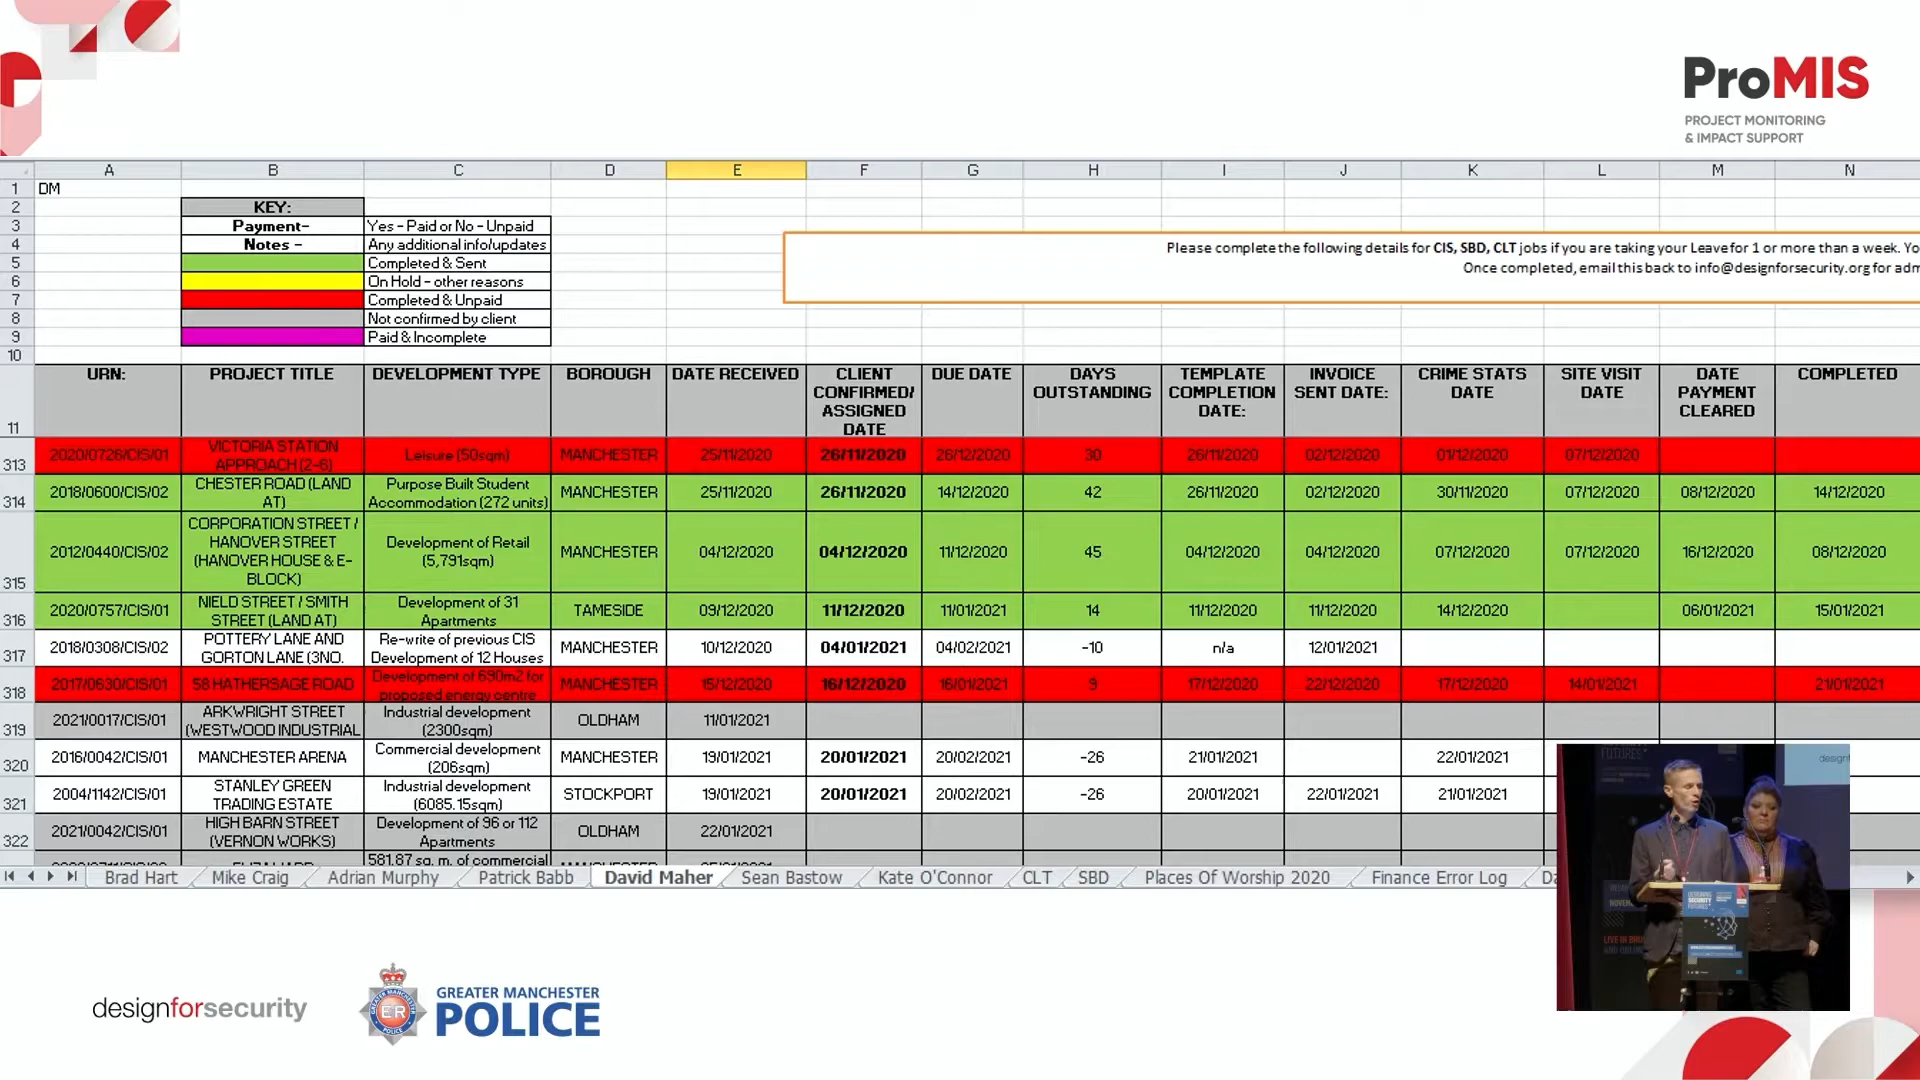 ProMIS
PROJECT MONITORING
& IMPACT SUPPORT
A B C D E F G H I J K L M N
1 DM
2 KEY:
3 Payment- Yes - Paid or No - Unpaid
4 Notes - Any additional info/updates
5 Completed & Sent
6 On Hold - other reasons
7 Completed & Unpaid
8 Not confirmed by client
9 Paid & Incomplete
10
Please complete the following details for CIS, SBD, CLT jobs if you are taking your Leave for 1 or more than a week. Yo
Once completed, email this back to info@designforsecurity.org for adm
11 URN: PROJECT TITLE DEVELOPMENT TYPE BOROUGH DATE RECEIVED CLIENT CONFIRMED/ ASSIGNED DATE DUE DATE DAYS OUTSTANDING TEMPLATE COMPLETION DATE: INVOICE SENT DATE: CRIME STATS DATE SITE VISIT DATE DATE PAYMENT CLEARED COMPLETED
313 2020/0726/CIS/01 VICTORIA STATION APPROACH (2-6) Leisure (50sqm) MANCHESTER 25/11/2020 26/11/2020 26/12/2020 30 26/11/2020 02/12/2020 01/12/2020 07/12/2020
314 2018/0600/CIS/02 CHESTER ROAD (LAND AT) Purpose Built Student Accommodation (272 units) MANCHESTER 25/11/2020 26/11/2020 14/12/2020 42 26/11/2020 02/12/2020 30/11/2020 07/12/2020 08/12/2020 14/12/2020
315 2012/0440/CIS/02 CORPORATION STREET / HANOVER STREET (HANOVER HOUSE & E-BLOCK) Development of Retail (5,791sqm) MANCHESTER 04/12/2020 04/12/2020 11/12/2020 45 04/12/2020 04/12/2020 07/12/2020 07/12/2020 16/12/2020 08/12/2020
316 2020/0757/CIS/01 NIELD STREET / SMITH STREET (LAND AT) Development of 31 Apartments TAMESIDE 09/12/2020 11/12/2020 11/01/2021 14 11/12/2020 11/12/2020 14/12/2020 06/01/2021 15/01/2021
317 2018/0308/CIS/02 POTTERY LANE AND GORTON LANE (3NO. Re-write of previous CIS Development of 12 Houses MANCHESTER 10/12/2020 04/01/2021 04/02/2021 -10 n/a 12/01/2021
318 2017/0630/CIS/01 58 HATHERSAGE ROAD Development of 690m2 for proposed energy centre MANCHESTER 15/12/2020 16/12/2020 16/01/2021 9 17/12/2020 22/12/2020 17/12/2020 14/01/2021 21/01/2021
319 2021/0017/CIS/01 ARKWRIGHT STREET (WESTWOOD INDUSTRIAL Industrial development (2300sqm) OLDHAM 11/01/2021
320 2016/0042/CIS/01 MANCHESTER ARENA Commercial development (206sqm) MANCHESTER 19/01/2021 20/01/2021 20/02/2021 -26 21/01/2021 22/01/2021
321 2004/1142/CIS/01 STANLEY GREEN TRADING ESTATE Industrial development (6085.15sqm) STOCKPORT 19/01/2021 20/01/2021 20/02/2021 -26 20/01/2021 22/01/2021 21/01/2021
322 2021/0042/CIS/01 HIGH BARN STREET (VERNON WORKS) Development of 96 or 112 Apartments OLDHAM 22/01/2021
581.87 sq. m. of commercial
Brad Hart Mike Craig Adrian Murphy Patrick Babb David Maher Sean Bastow Kate O'Connor CLT SBD Places Of Worship 2020 Finance Error Log Da
DESIGNING
SECURITY
FUTURES
designforsecurity
GREATER MANCHESTER
POLICE